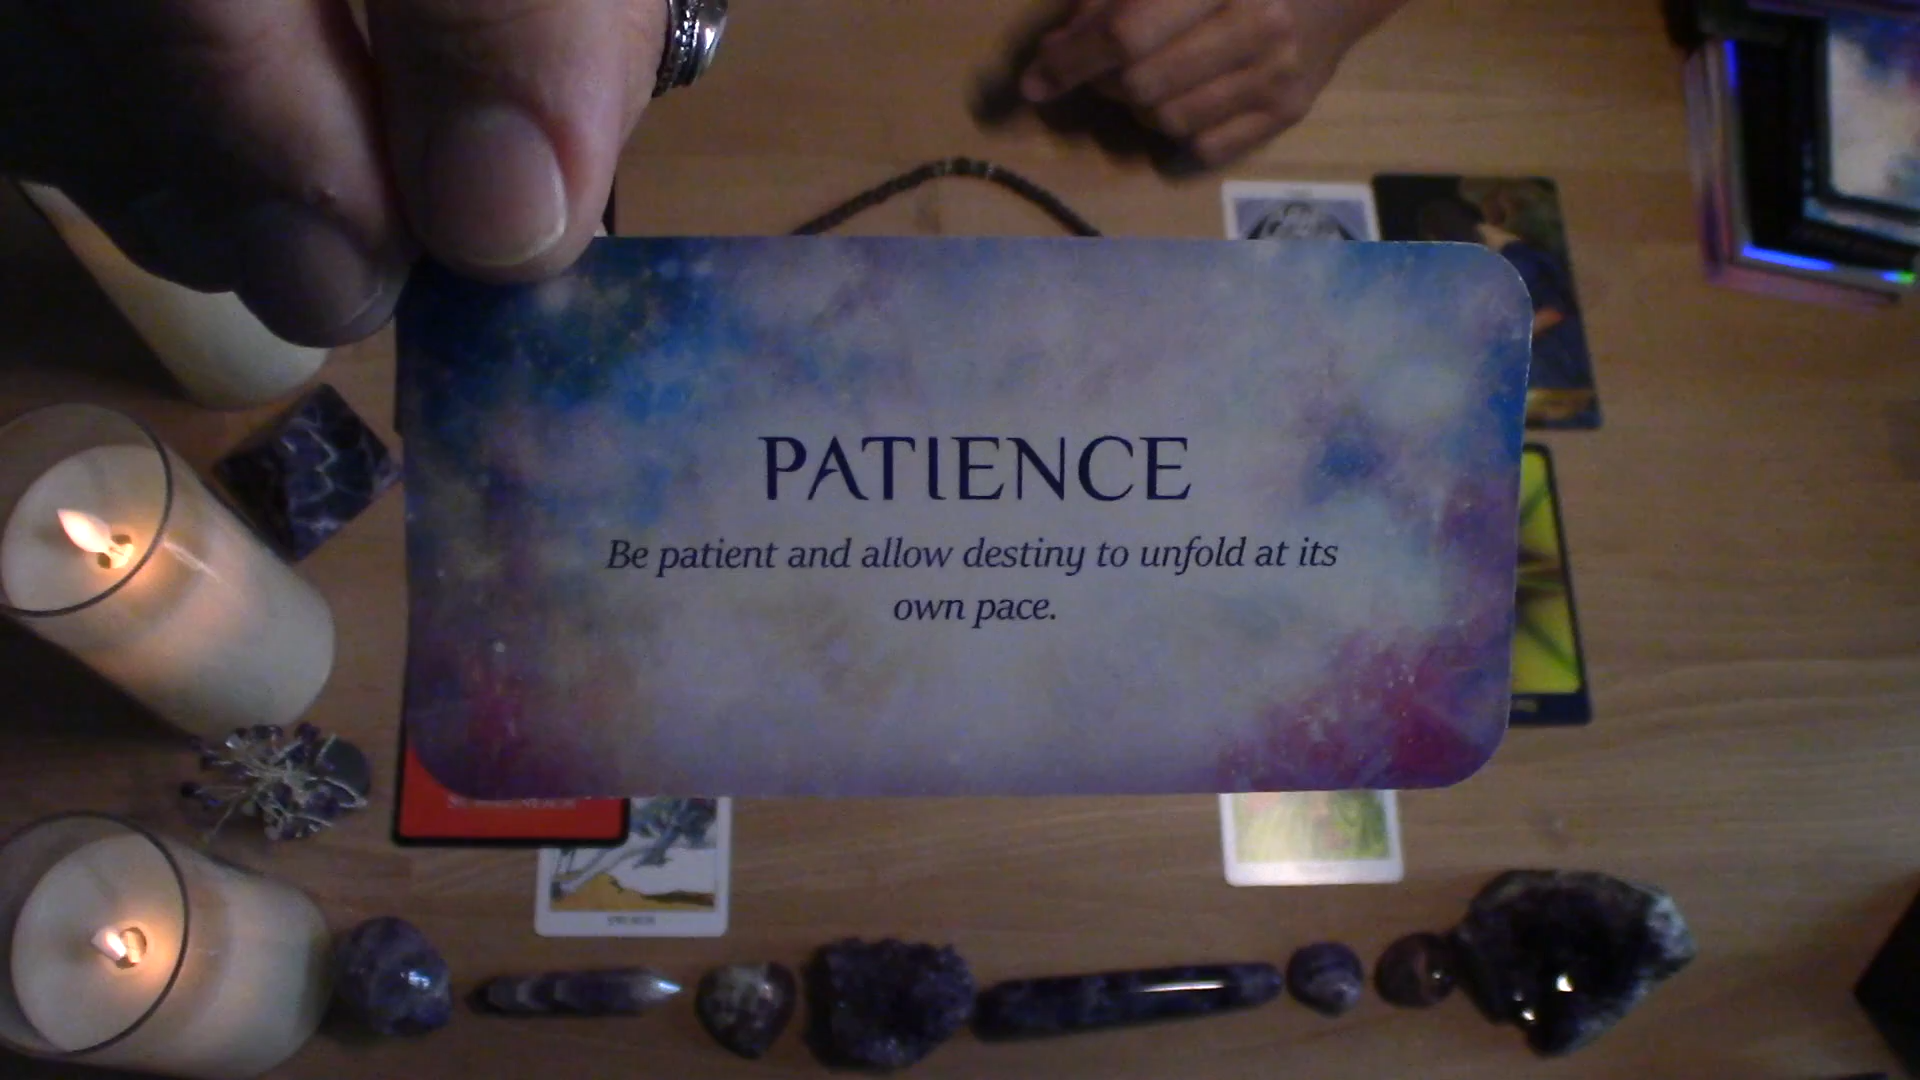 PATIENCE
Be patient and allow destiny to unfold at its
own pace.